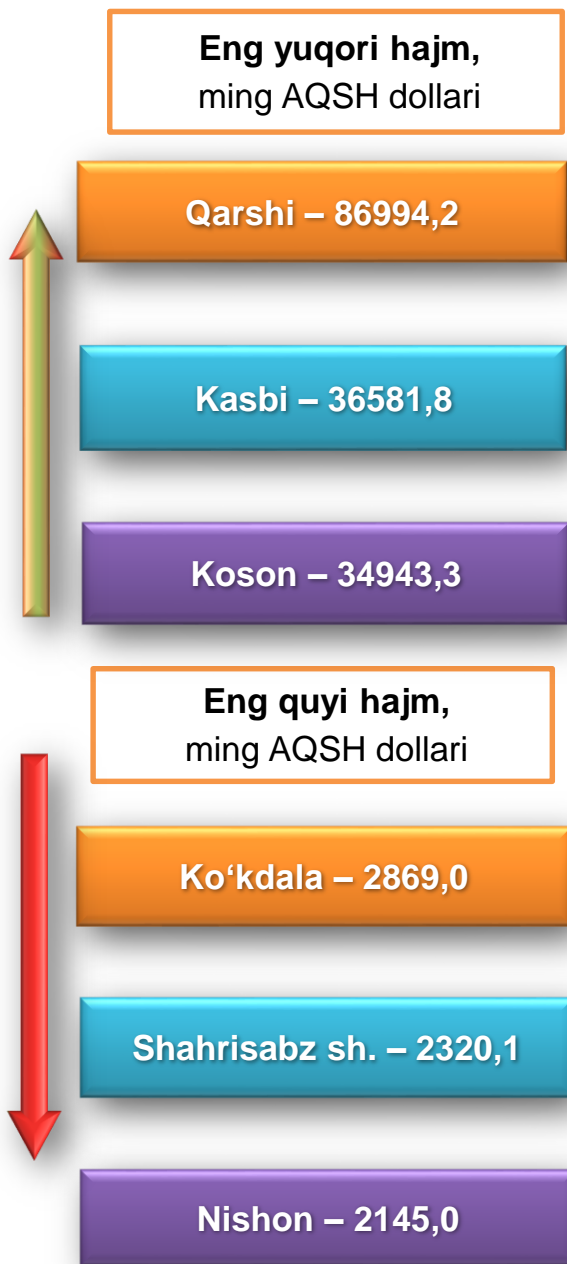 Eng yuqori hajm,
ming AQSH dollari
Qarshi – 86994,2
Kasbi – 36581,8
Koson – 34943,3
Eng quyi hajm,
ming AQSH dollari
Ko‘kdala – 2869,0
Shahrisabz sh. – 2320,1
Nishon – 2145,0